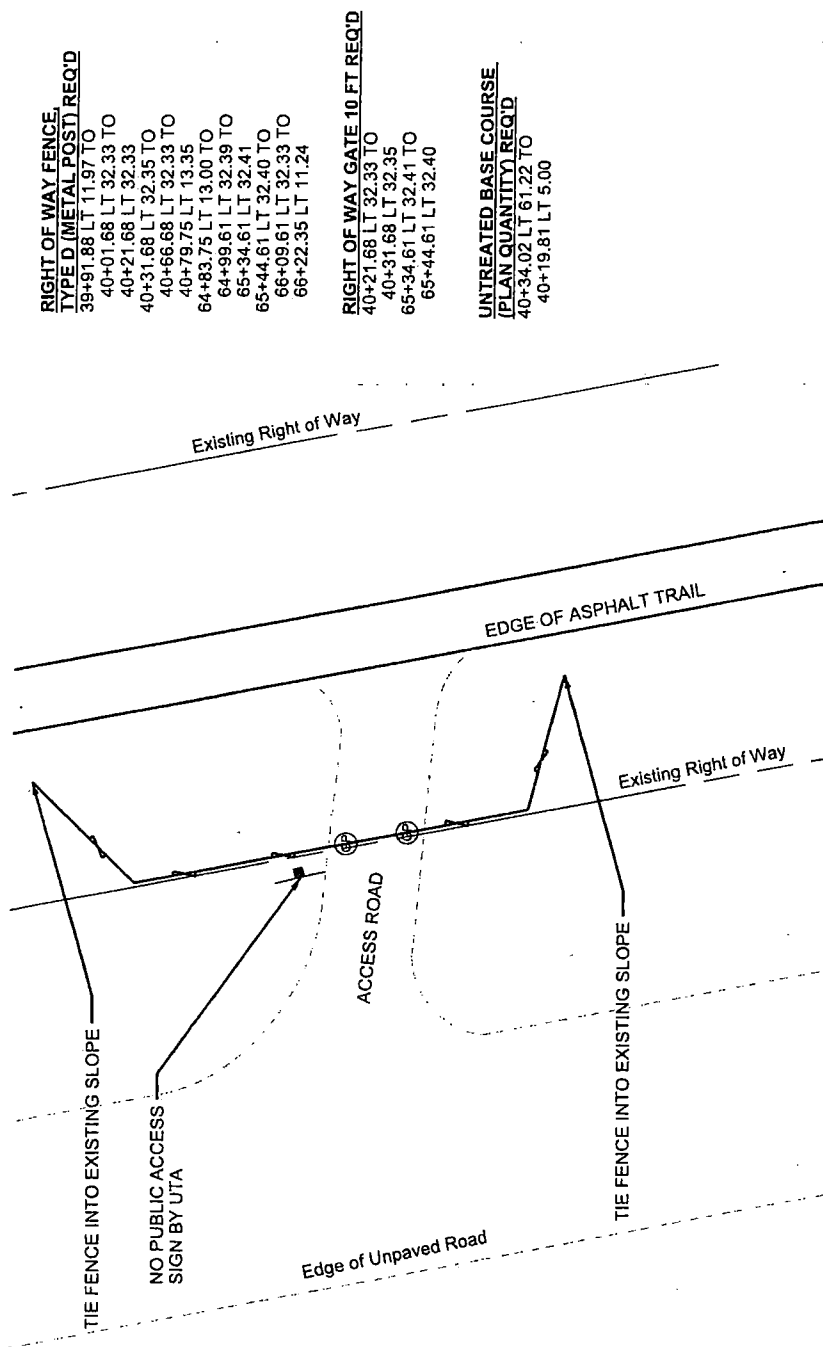 RIGHT OF WAY FENCE,
TYPE D (METAL POST) REQ'D
39+91.88 LT 11.97 TO
40+01.68 LT 32.33 TO
40+21.68 LT 32.33
40+31.68 LT 32.35 TO
40+66.68 LT 32.33 TO
40+79.75 LT 13.35
64+83.75 LT 13.00 TO
64+99.61 LT 32.39 TO
65+34.61 LT 32.41
65+44.61 LT 32.40 TO
66+09.61 LT 32.33 TO
66+22.35 LT 11.24
RIGHT OF WAY GATE 10 FT REQ'D
40+21.68 LT 32.33 TO
40+31.68 LT 32.35
65+34.61 LT 32.41 TO
65+44.61 LT 32.40
UNTREATED BASE COURSE
(PLAN QUANTITY) REQ'D
40+34.02 LT 61.22 TO
40+19.81 LT 5.00
Existing Right of Way
EDGE OF ASPHALT TRAIL
Existing Right of Way
GP
GP
ACCESS ROAD
TIE FENCE INTO EXISTING SLOPE
NO PUBLIC ACCESS
SIGN BY UTA
TIE FENCE INTO EXISTING SLOPE
Edge of Unpaved Road